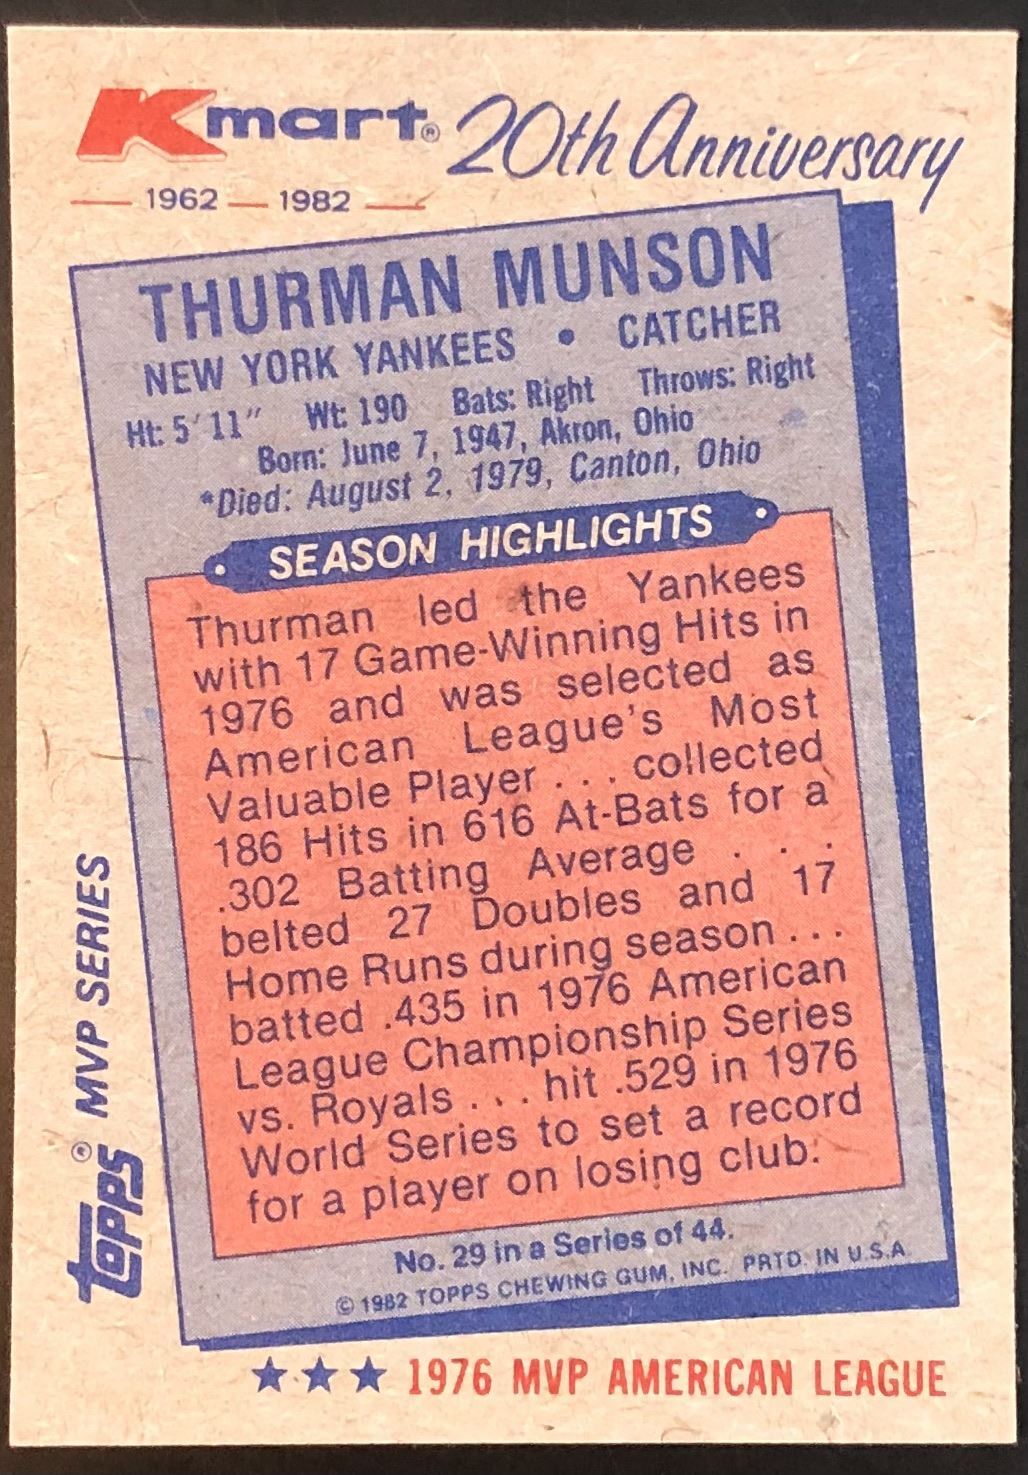 Kmart® 20th Anniversary
1962 — 1982
THURMAN MUNSON
NEW YORK YANKEES • CATCHER
Ht: 5'11" Wt: 190 Bats: Right Throws: Right
Born: June 7, 1947, Akron, Ohio
*Died: August 2, 1979, Canton, Ohio
SEASON HIGHLIGHTS
Thurman led the Yankees
with 17 Game-Winning Hits in
1976 and was selected as
American League's Most
Valuable Player . . . collected
186 Hits in 616 At-Bats for a
.302 Batting Average . . .
belted 27 Doubles and 17
Home Runs during season . . .
batted .435 in 1976 American
League Championship Series
vs. Royals . . . hit .529 in 1976
World Series to set a record
for a player on losing club.
No. 29 in a Series of 44.
© 1982 TOPPS CHEWING GUM, INC. PRTD. IN U.S.A.
Topps® MVP SERIES
★★★ 1976 MVP AMERICAN LEAGUE